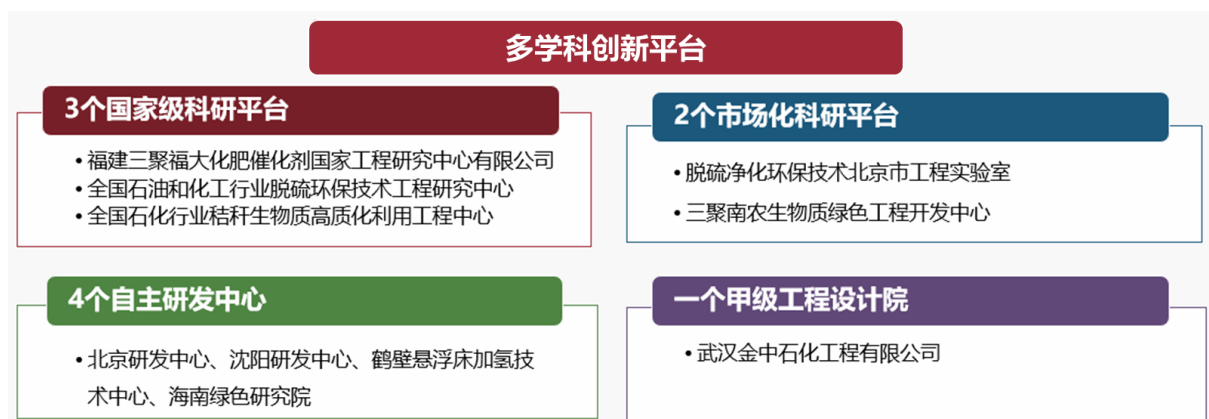 多学科创新平台
3个国家级科研平台
• 福建三聚福大化肥催化剂国家工程研究中心有限公司
• 全国石油和化工行业脱硫环保技术工程研究中心
• 全国石化行业秸秆生物质高质化利用工程中心
2个市场化科研平台
• 脱硫净化环保技术北京市工程实验室
• 三聚南农生物质绿色工程开发中心
4个自主研发中心
• 北京研发中心、沈阳研发中心、鹤壁悬浮床加氢技
术中心、海南绿色研究院
一个甲级工程设计院
• 武汉金中石化工程有限公司